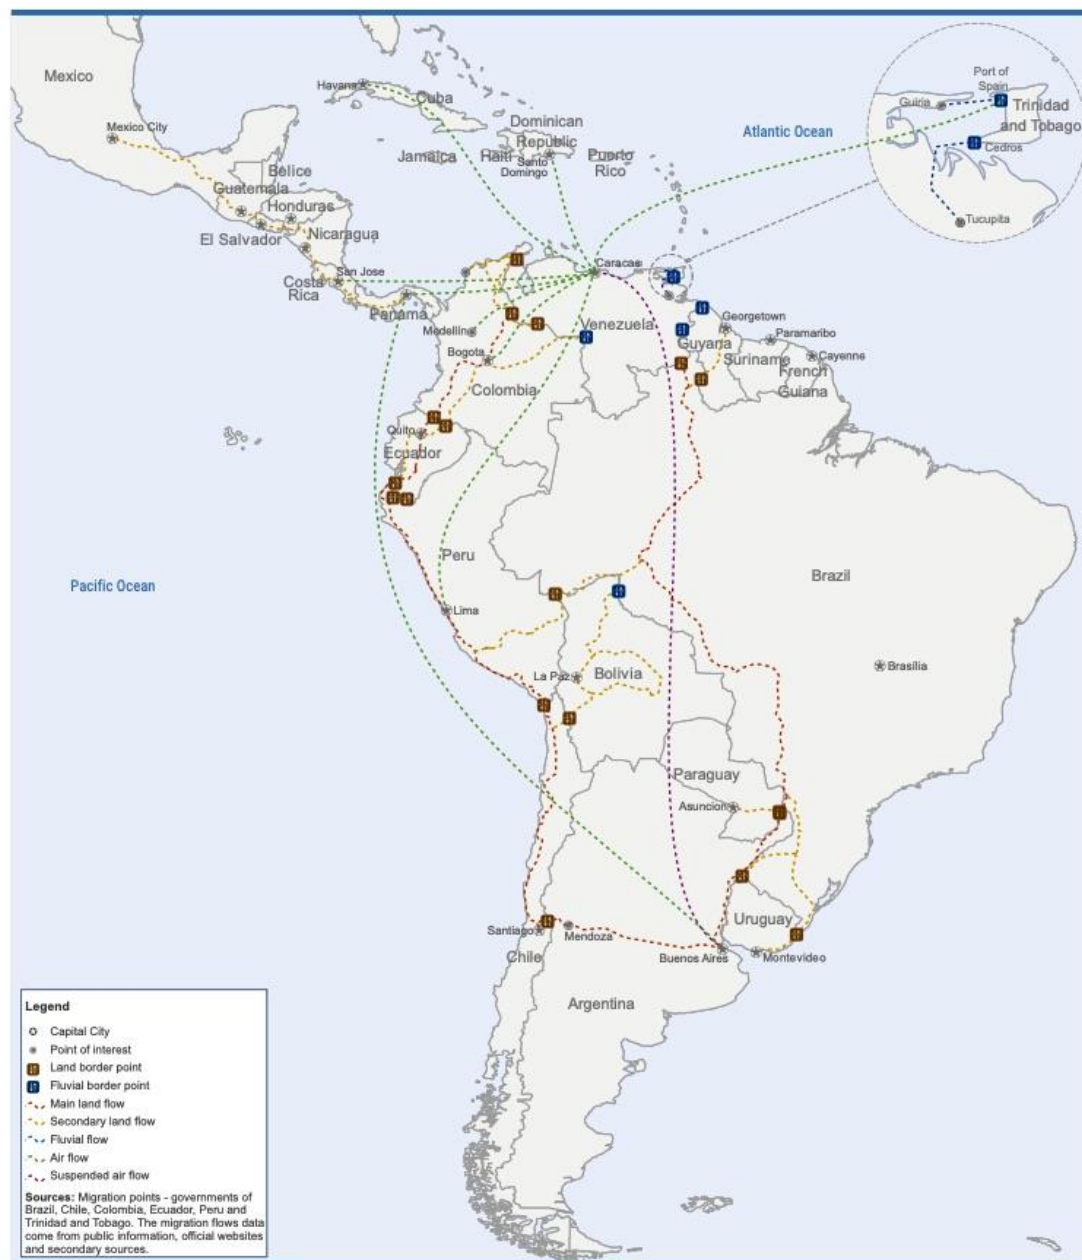 Mexico
Mexico City
Havana
Cuba
Dominican
Republic
Jamaica
Haiti
Santo
Domingo
Puerto
Rico
Atlantic Ocean
Port of
Spain
Guiria
Trinidad
and Tobago
Cedros
Tucupita
Belice
Guatemala
Honduras
El Salvador
Nicaragua
Costa
Rica
San Jose
Panama
Caracas
Medellín
Bogota
Venezuela
Georgetown
Paramaribo
Cayenne
Guyana
Suriname
French
Guiana
Colombia
Quito
Ecuador
Peru
Pacific Ocean
Brazil
Lima
Brasília
La Paz
Bolivia
Paraguay
Asuncion
Uruguay
Santiago
Mendoza
Chile
Buenos Aires
Montevideo
Argentina
Legend
Capital City
Point of interest
Land border point
Fluvial border point
Main land flow
Secondary land flow
Fluvial flow
Air flow
Suspended air flow
Sources: Migration points - governments of
Brazil, Chile, Colombia, Ecuador, Peru and
Trinidad and Tobago. The migration flows data
come from public information, official websites
and secondary sources.